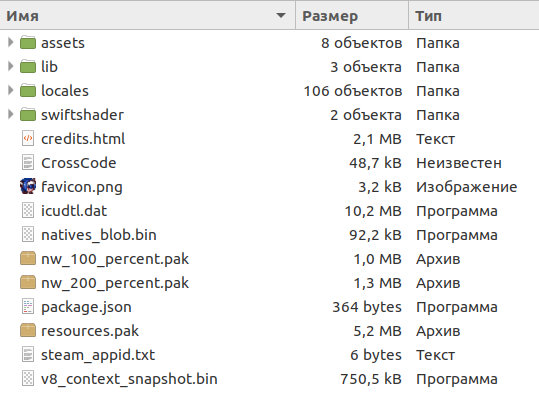 Имя Размер Тип
assets 8 объектов Папка
lib 3 объекта Папка
locales 106 объектов Папка
swiftshader 2 объекта Папка
credits.html 2,1 MB Текст
CrossCode 48,7 kB Неизвестен
favicon.png 3,2 kB Изображение
icudtl.dat 10,2 MB Программа
natives_blob.bin 92,2 kB Программа
nw_100_percent.pak 1,0 MB Архив
nw_200_percent.pak 1,3 MB Архив
package.json 364 bytes Программа
resources.pak 5,2 MB Архив
steam_appid.txt 6 bytes Текст
v8_context_snapshot.bin 750,5 kB Программа